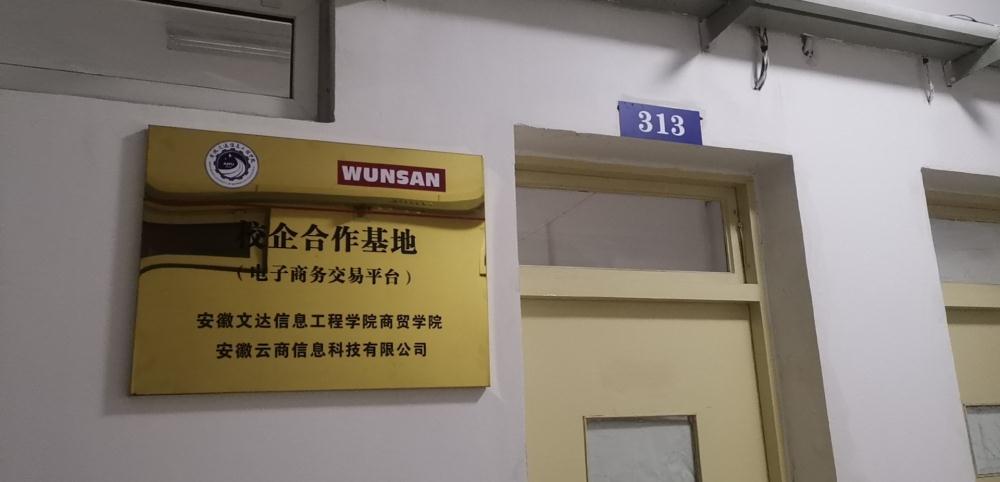 WUNSAN
313
校企合作基地
（电子商务交易平台）
安徽文达信息工程学院商贸学院
安徽云商信息科技有限公司